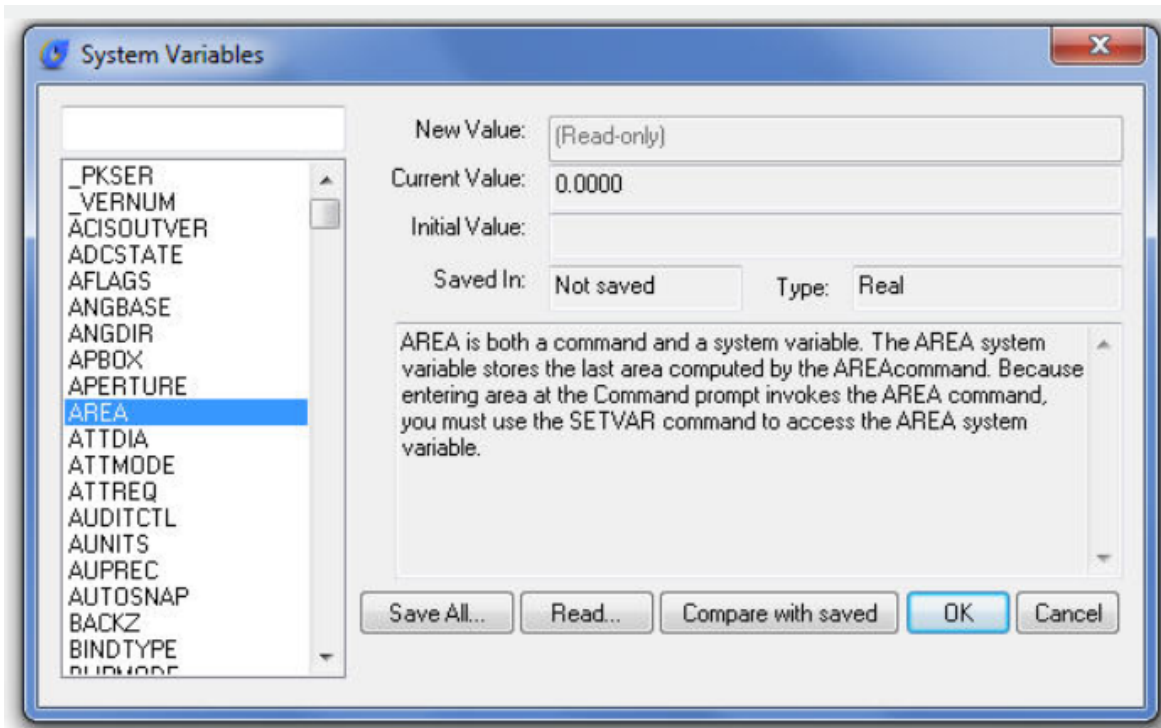 System Variables
_PKSER
_VERNUM
ACISOUTVER
ADCSTATE
AFLAGS
ANGBASE
ANGDIR
APBOX
APERTURE
AREA
ATTDIA
ATTMODE
ATTREQ
AUDITCTL
AUNITS
AUPREC
AUTOSNAP
BACKZ
BINDTYPE
New Value: (Read-only)
Current Value: 0.0000
Initial Value:
Saved In: Not saved Type: Real
AREA is both a command and a system variable. The AREA system
variable stores the last area computed by the AREAcommand. Because
entering area at the Command prompt invokes the AREA command,
you must use the SETVAR command to access the AREA system
variable.
Save All... Read... Compare with saved OK Cancel